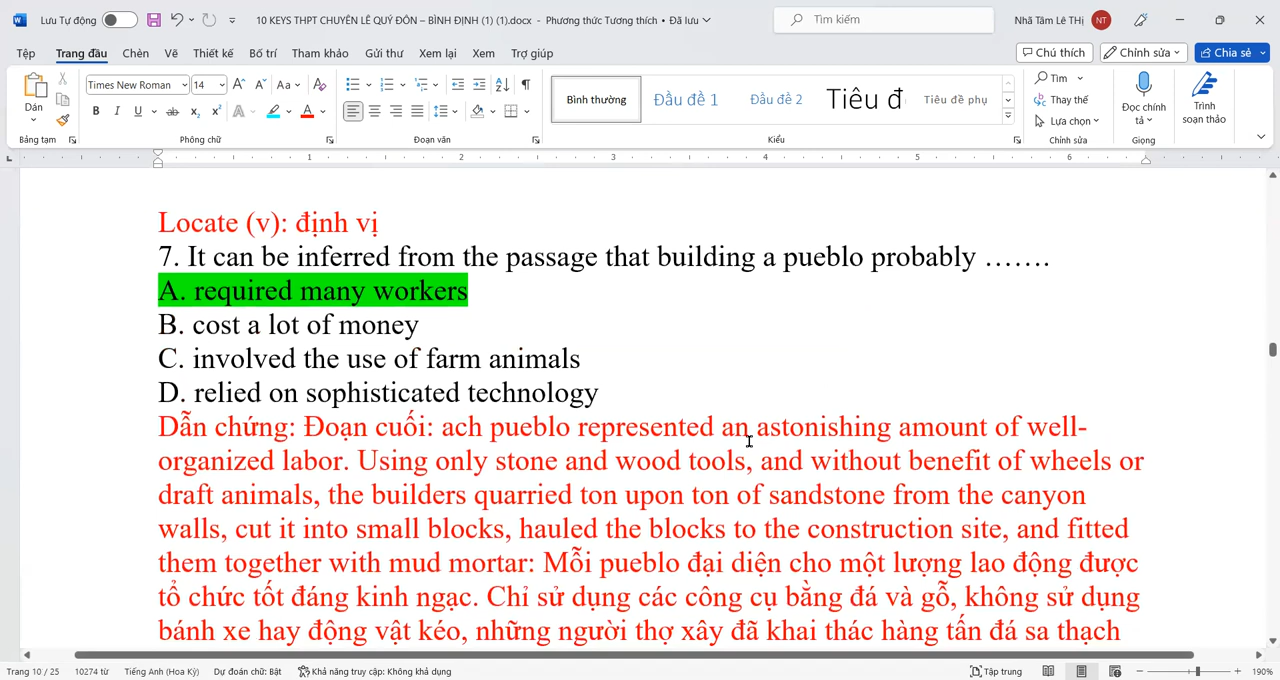 Lưu Tự động
10 KEYS THPT CHUYÊN LÊ QUÝ ĐÔN – BÌNH ĐỊNH (1) (1).docx - Phương thức Tương thích • Đã lưu
Tìm kiếm
Nhã Tâm Lê THị
NT
Tệp Trang đầu Chèn Vẽ Thiết kế Bố trí Tham khảo Gửi thư Xem lại Xem Trợ giúp
Chú thích Chỉnh sửa Chia sẻ
Dán
Times New Roman 14
Bình thường Đầu đề 1 Đầu đề 2 Tiêu đ Tiêu đề phụ
Tìm
Thay thế
Lựa chọn
Đọc chính tả
Trình soạn thảo
Bảng tạm Phông chữ Đoạn văn Kiểu Chỉnh sửa Giọng
1 2 3 4 5 6
Locate (v): định vị
7. It can be inferred from the passage that building a pueblo probably …….
A. required many workers
B. cost a lot of money
C. involved the use of farm animals
D. relied on sophisticated technology
Dẫn chứng: Đoạn cuối: ach pueblo represented an astonishing amount of well-
organized labor. Using only stone and wood tools, and without benefit of wheels or
draft animals, the builders quarried ton upon ton of sandstone from the canyon
walls, cut it into small blocks, hauled the blocks to the construction site, and fitted
them together with mud mortar: Mỗi pueblo đại diện cho một lượng lao động được
tổ chức tốt đáng kinh ngạc. Chỉ sử dụng các công cụ bằng đá và gỗ, không sử dụng
bánh xe hay động vật kéo, những người thợ xây đã khai thác hàng tấn đá sa thạch
Trang 10 / 25 10274 từ Tiếng Anh (Hoa Kỳ) Dự đoán chữ: Bật Khả năng truy cập: Không khả dụng Tập trung 190%